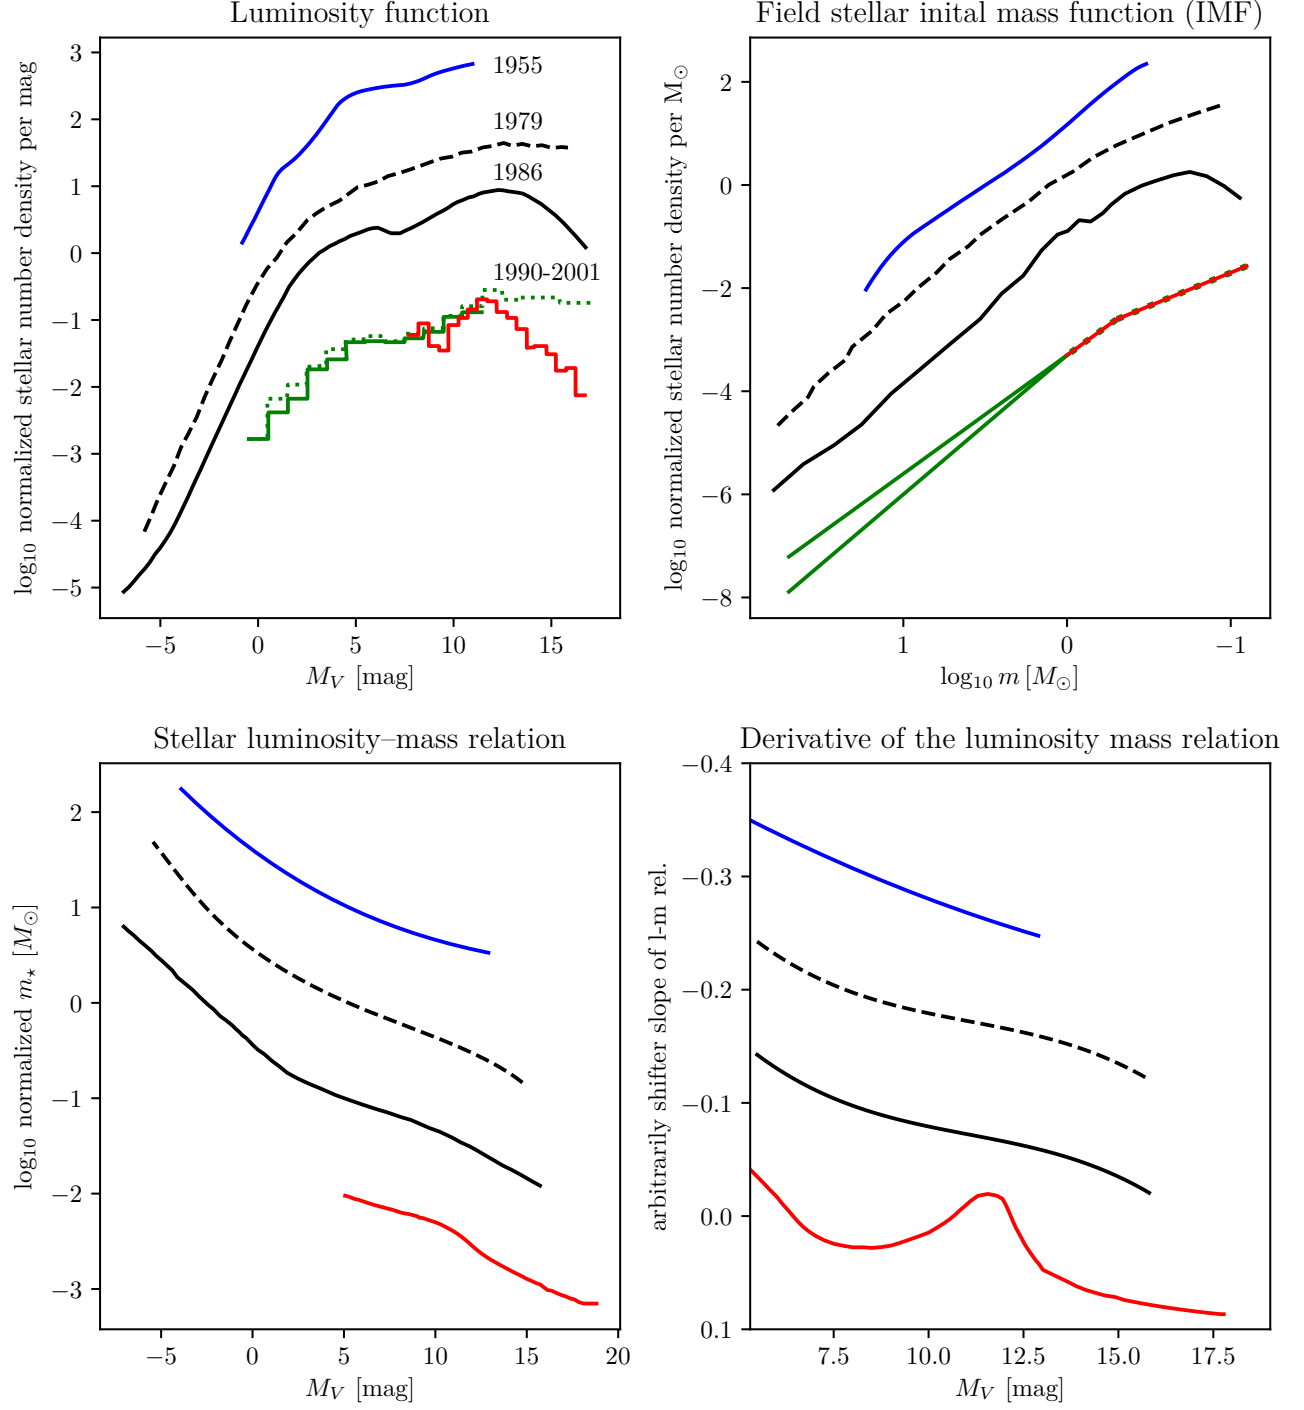 Luminosity function
log₁₀ normalized stellar number density per mag
3
2
1
0
−1
−2
−3
−4
−5
1955
1979
1986
1990-2001
−5 0 5 10 15
M_V [mag]
Field stellar inital mass function (IMF)
log₁₀ normalized stellar number density per M☉
2
0
−2
−4
−6
−8
1 0 −1
log₁₀ m [M☉]
Stellar luminosity–mass relation
log₁₀ normalized m⋆ [M☉]
2
1
0
−1
−2
−3
−5 0 5 10 15 20
M_V [mag]
Derivative of the luminosity mass relation
arbitrarily shifter slope of l-m rel.
−0.4
−0.3
−0.2
−0.1
0.0
0.1
7.5 10.0 12.5 15.0 17.5
M_V [mag]